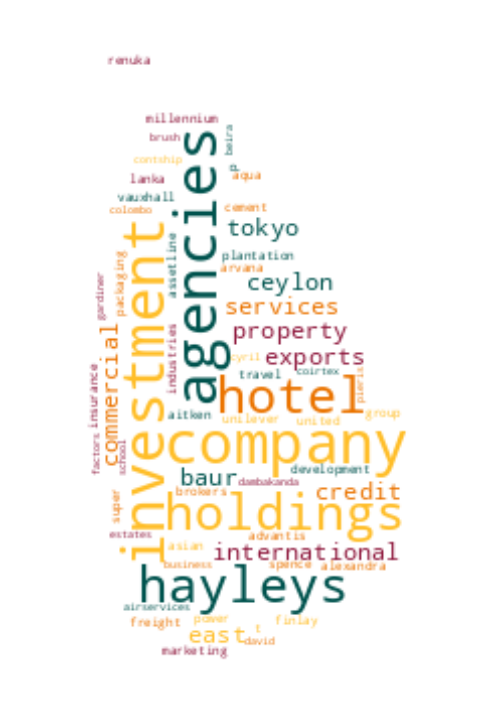 renuka
millennium
brush
beira
contship
p
aqua
lanka
vauxhall
colombo
cement
agencies
tokyo
investment
assetline
packaging
plantation
arvana
gardiner
ceylon
services
property
industries
commercial
cyril
exports
travel
coirtex
pieris
hotel
insurance
aitken
unilever
united
group
company
factors
school
development
baur
dambakanda
brokers
credit
super
holdings
estates
advantis
asian
international
business
spence
alexandra
hayleys
airservices
freight
power
finlay
east
t
david
marketing